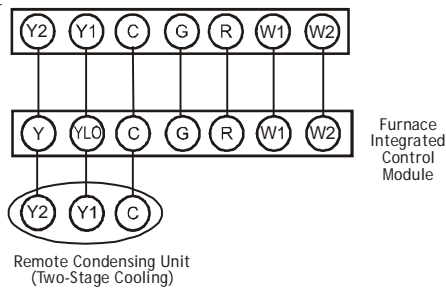 Y2 Y1 C G R W1 W2
Y YLO C G R W1 W2
Furnace
Integrated
Control
Module
Y2 Y1 C
Remote Condensing Unit
(Two-Stage Cooling)